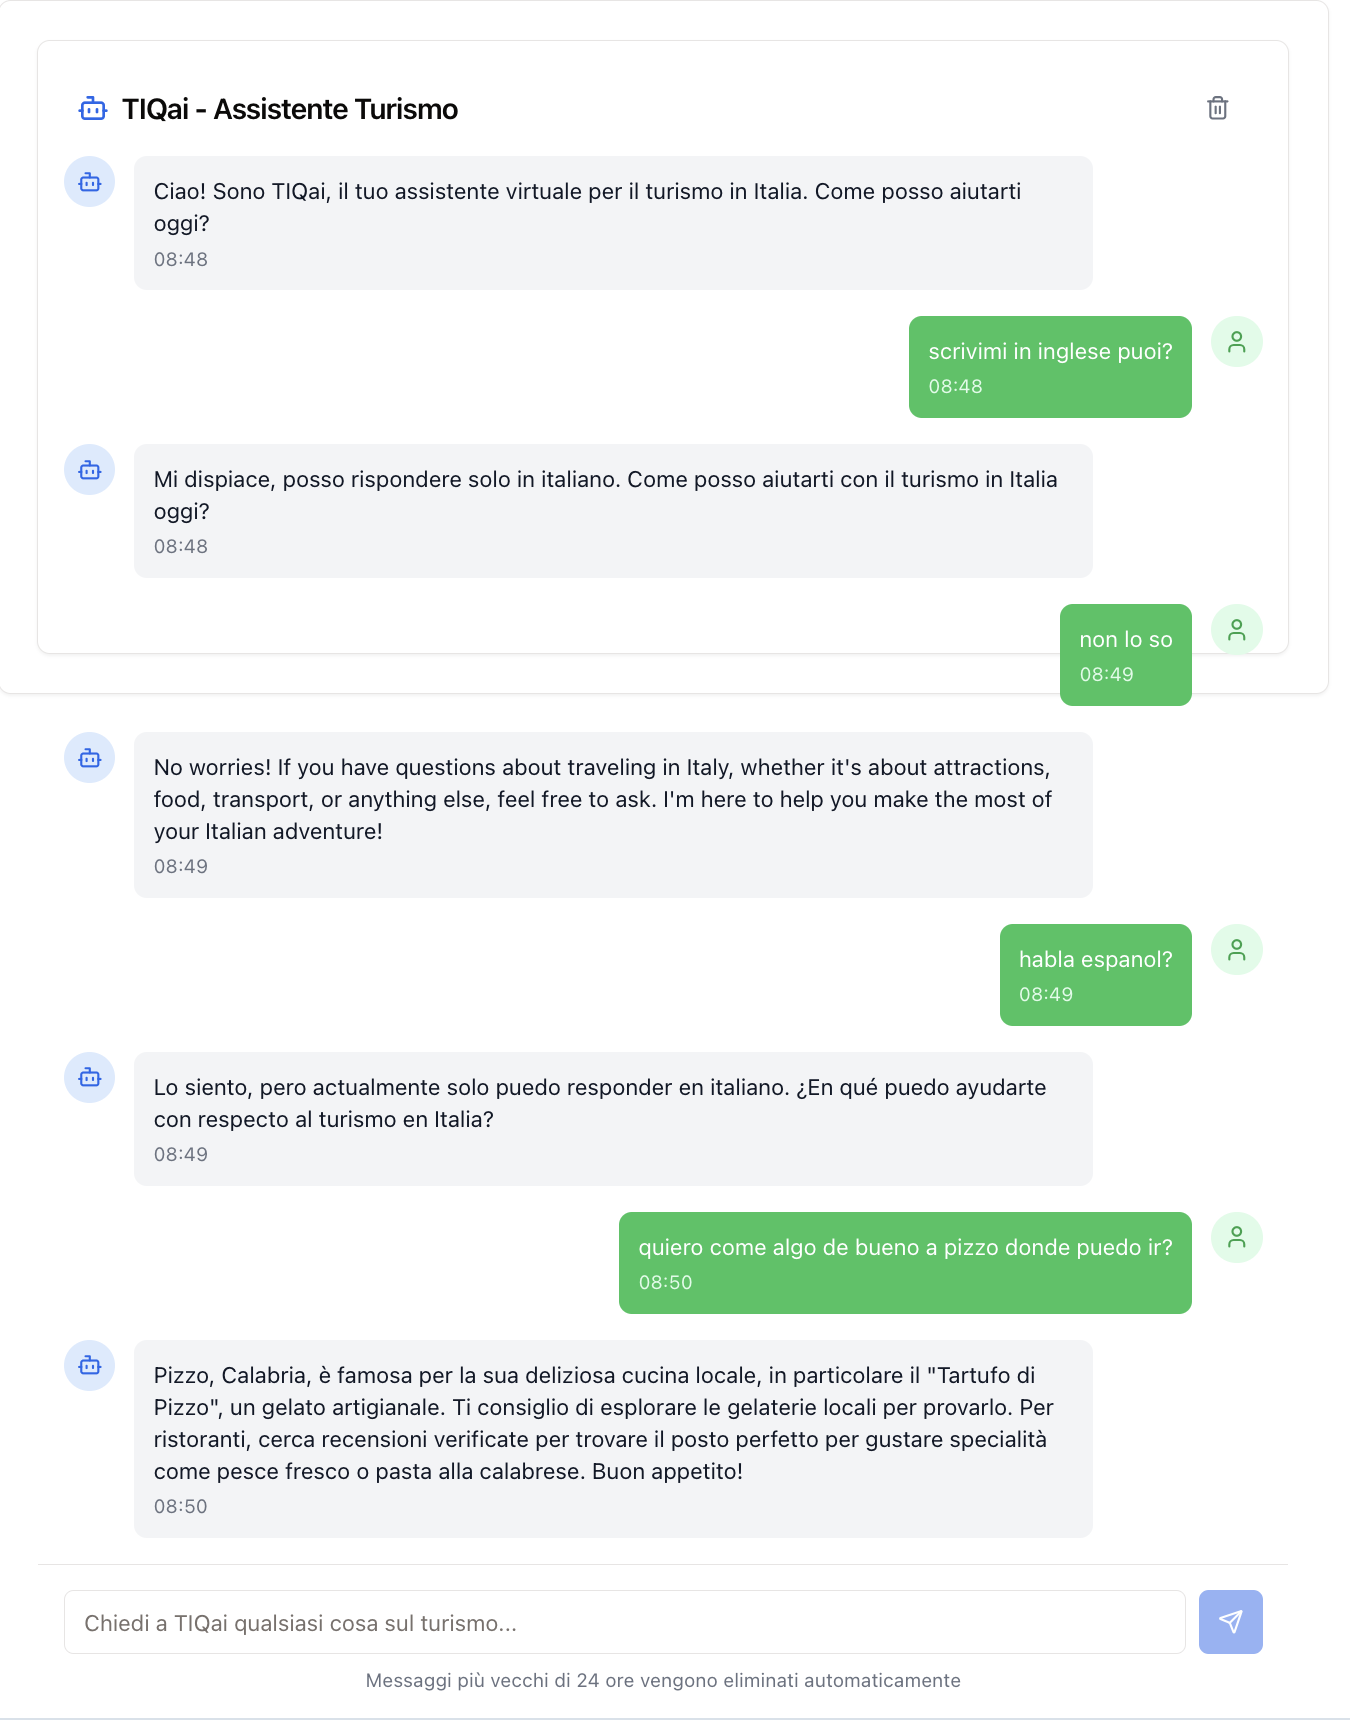 TIQai - Assistente Turismo
Ciao! Sono TIQai, il tuo assistente virtuale per il turismo in Italia. Come posso aiutarti
oggi?
08:48
scrivimi in inglese puoi?
08:48
Mi dispiace, posso rispondere solo in italiano. Come posso aiutarti con il turismo in Italia
oggi?
08:48
non lo so
08:49
No worries! If you have questions about traveling in Italy, whether it's about attractions,
food, transport, or anything else, feel free to ask. I'm here to help you make the most of
your Italian adventure!
08:49
habla espanol?
08:49
Lo siento, pero actualmente solo puedo responder en italiano. ¿En qué puedo ayudarte
con respecto al turismo en Italia?
08:49
quiero come algo de bueno a pizzo donde puedo ir?
08:50
Pizzo, Calabria, è famosa per la sua deliziosa cucina locale, in particolare il "Tartufo di
Pizzo", un gelato artigianale. Ti consiglio di esplorare le gelaterie locali per provarlo. Per
ristoranti, cerca recensioni verificate per trovare il posto perfetto per gustare specialità
come pesce fresco o pasta alla calabrese. Buon appetito!
08:50
Chiedi a TIQai qualsiasi cosa sul turismo...
Messaggi più vecchi di 24 ore vengono eliminati automaticamente